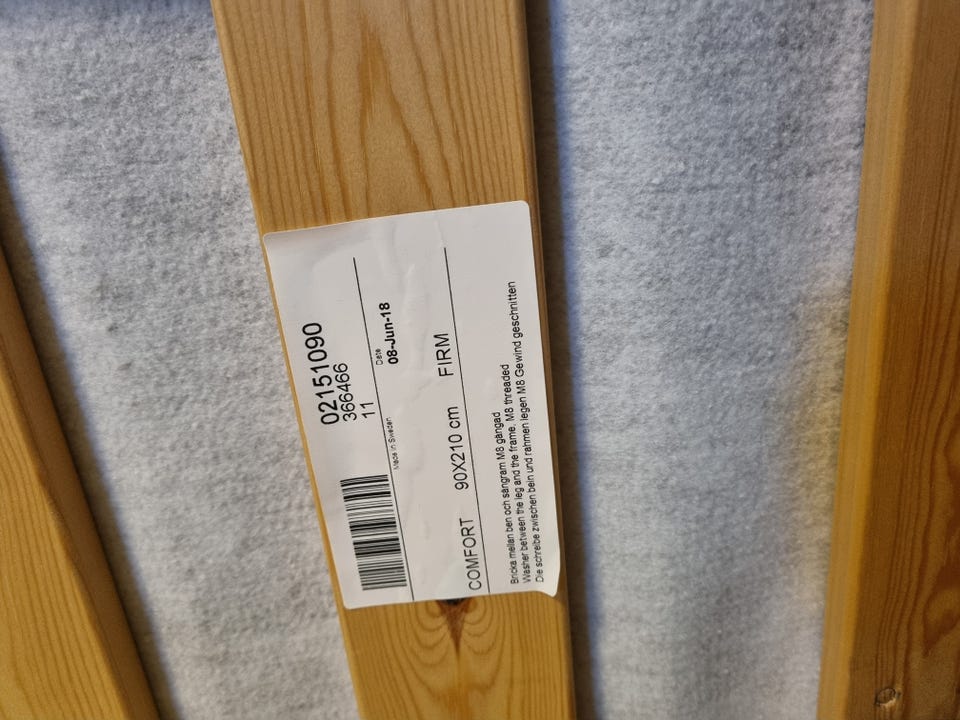 02151090
366466
11
Made in Sweden
Date
08-Jun-18
COMFORT 90X210 cm FIRM
Bricka mellan ben och sängram M8 gängad
Washer between the leg and the frame. M8 threaded
Die schreibe zwischen bein und rahmen legen M8 Gewind geschnitten